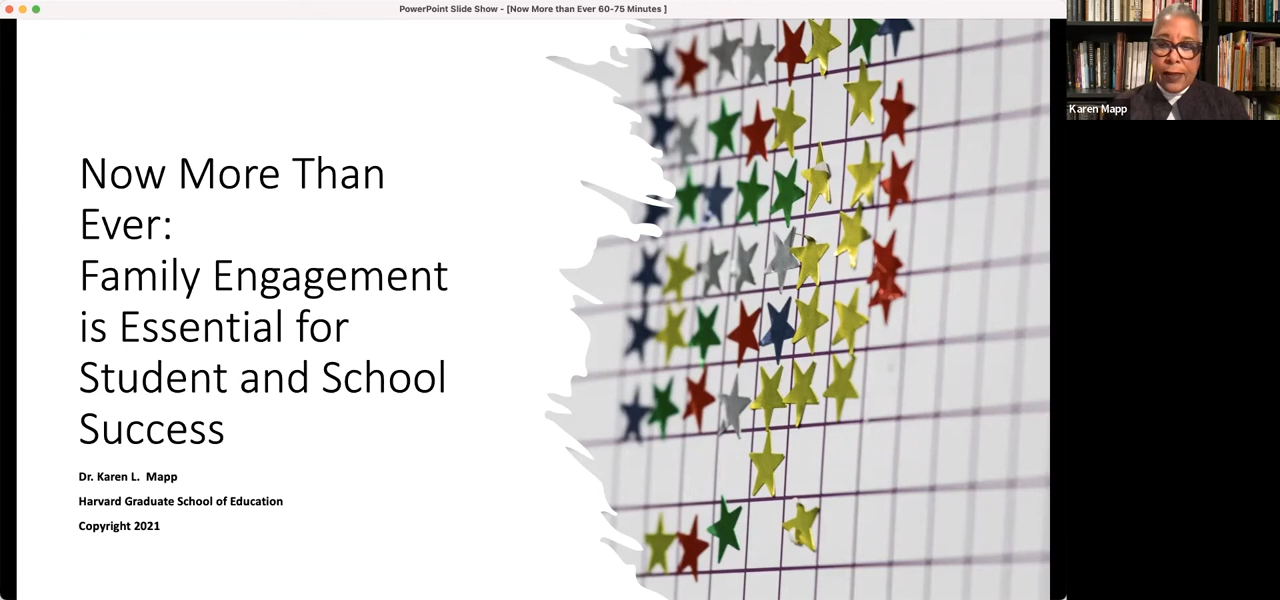 PowerPoint Slide Show - [Now More than Ever 60-75 Minutes ]
Now More Than
Ever:
Family Engagement
is Essential for
Student and School
Success
Dr. Karen L. Mapp
Harvard Graduate School of Education
Copyright 2021
Karen Mapp